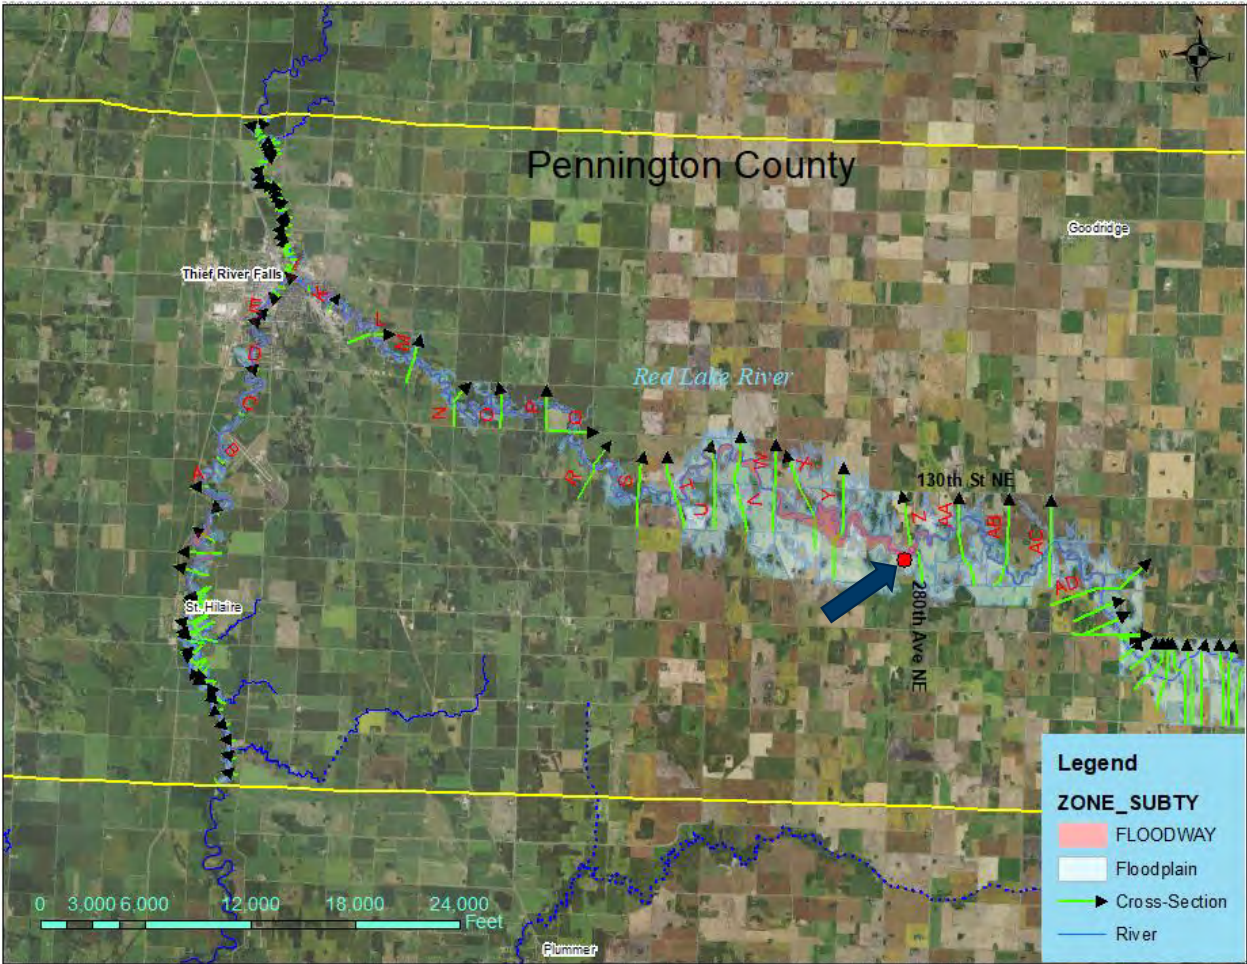 N
W
E
S
Pennington County
Goodridge
Thief River Falls
K
E
L
M
D
Red Lake River
C
N
O
P
Q
B
A
R
S
T
U
V
W
X
Y
130th St NE
Z
AA
AB
AC
AD
280th Ave NE
St. Hilaire
Legend
ZONE_SUBTY
FLOODWAY
Floodplain
Cross-Section
River
0 3,000 6,000 12,000 18,000 24,000
Feet
Plummer